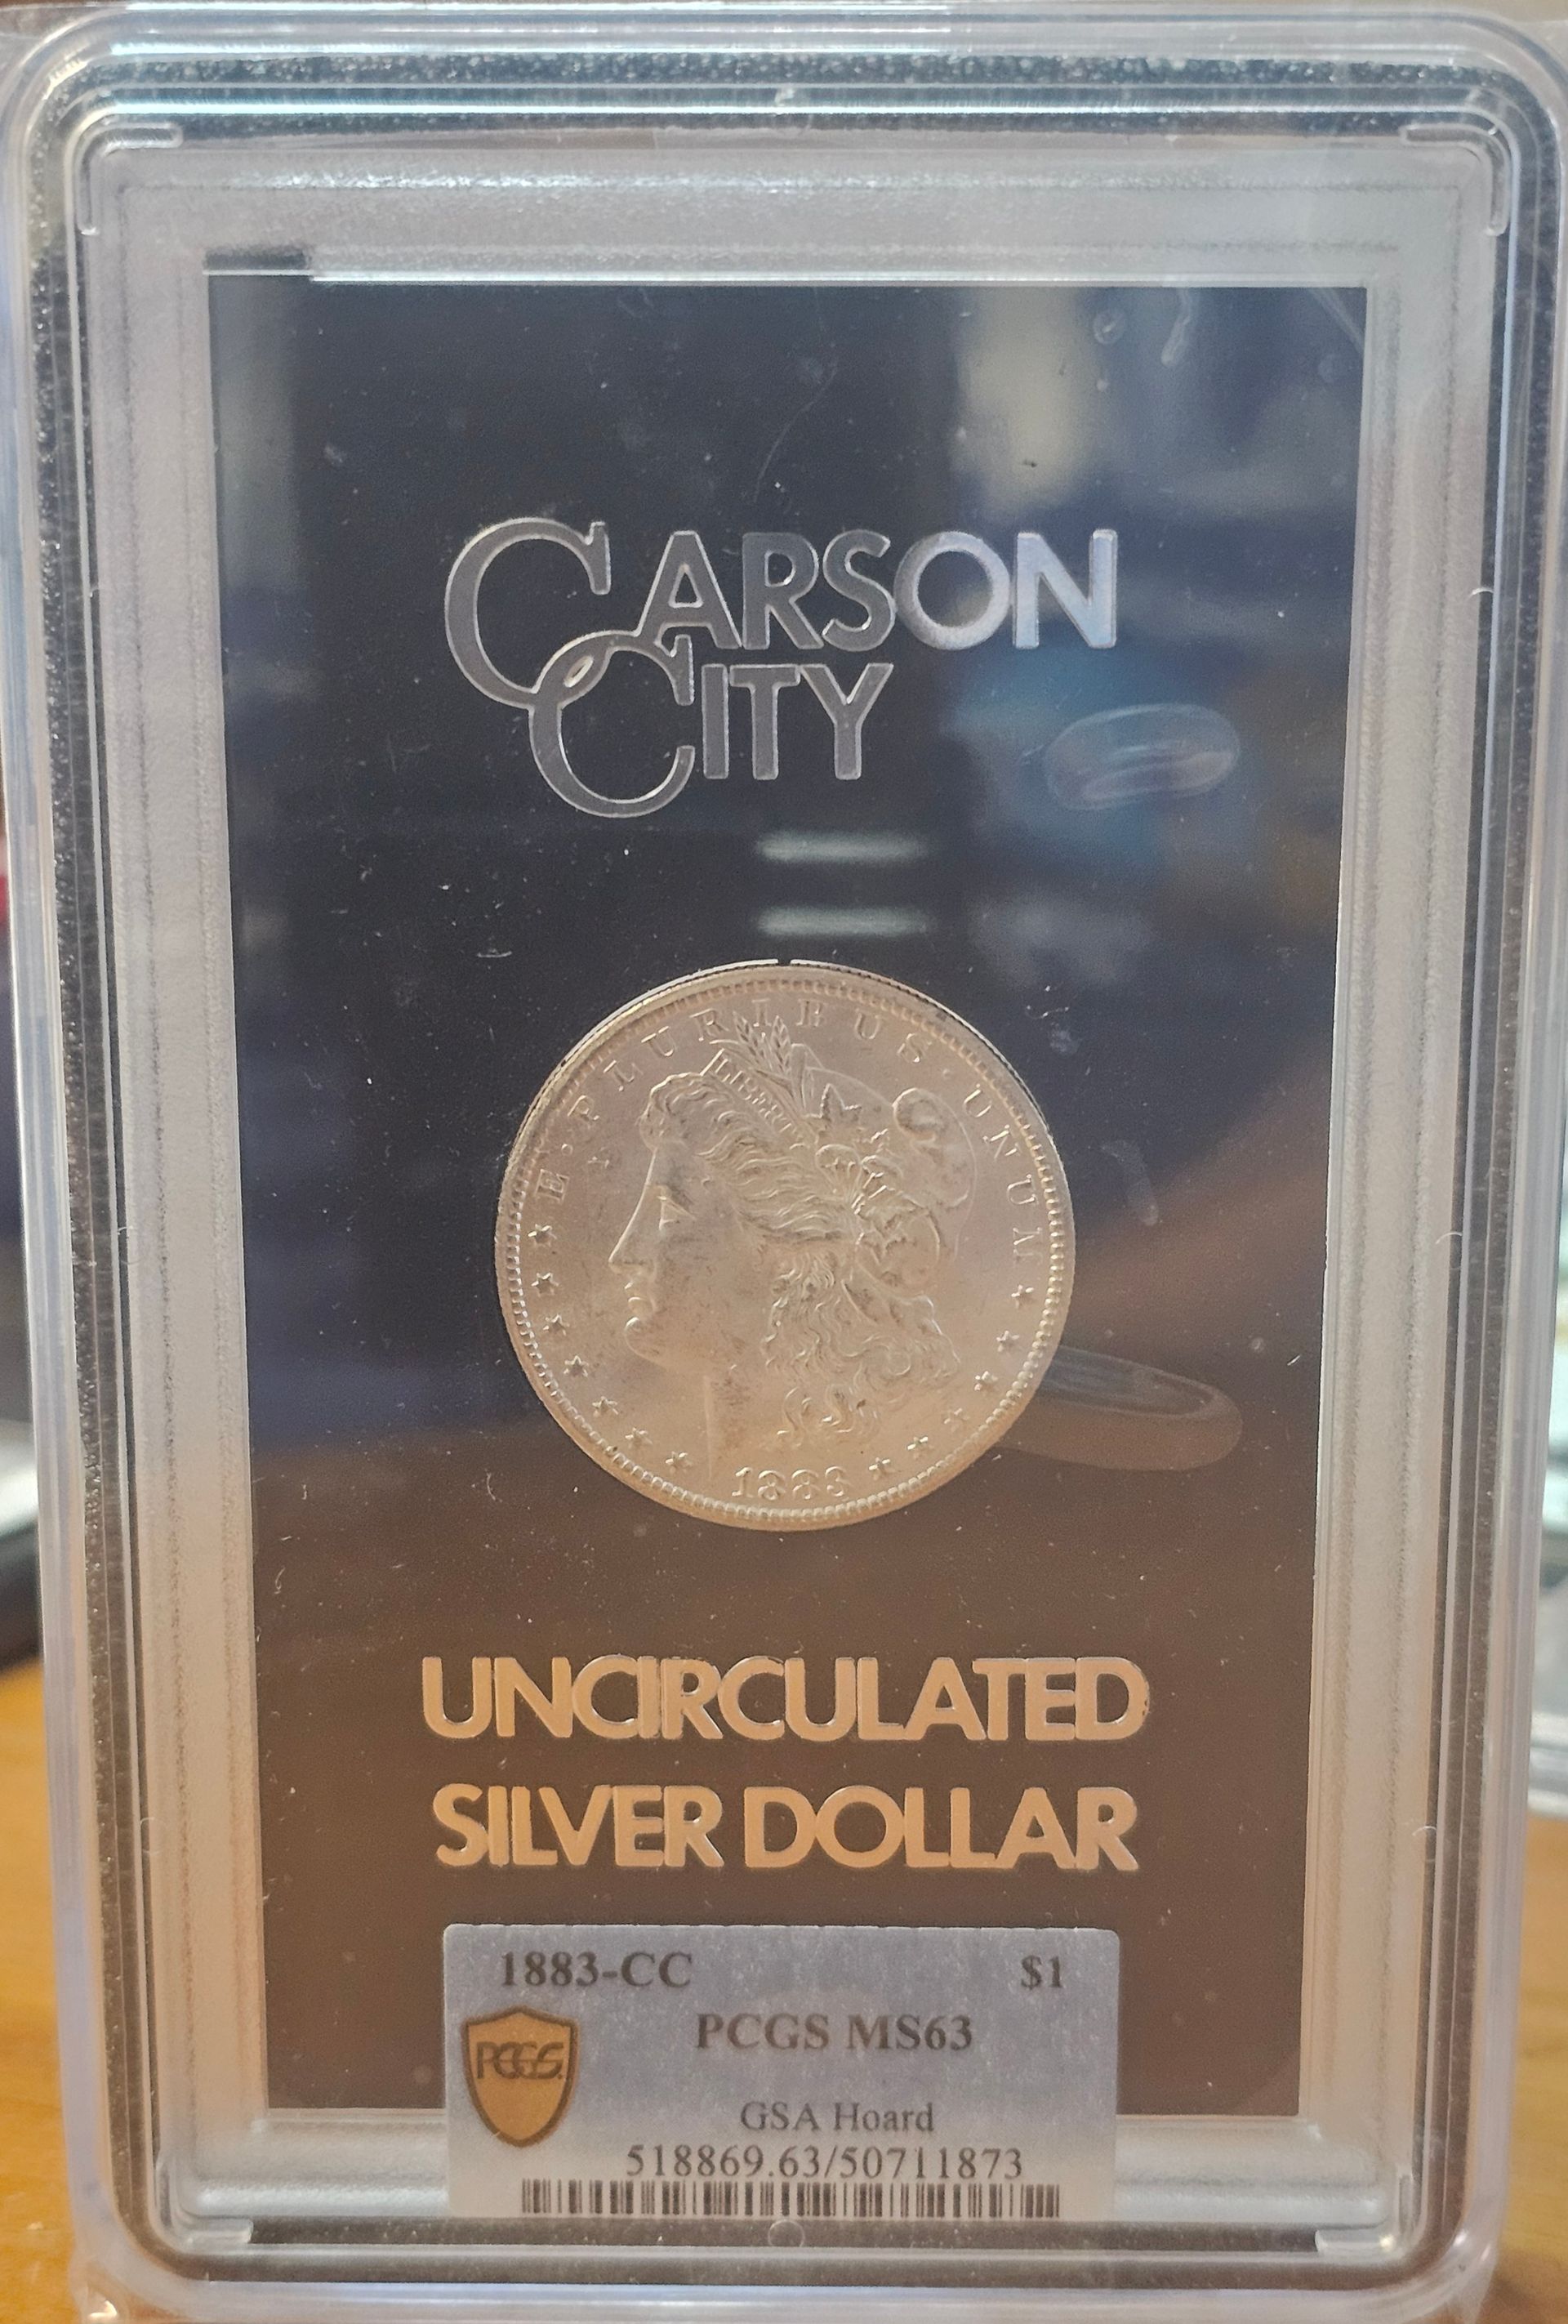 CARSON
CITY
E·PLURIBUS·UNUM
LIBERTY
1883
UNCIRCULATED
SILVER DOLLAR
1883-CC $1
PCGS MS63
PCGS
GSA Hoard
518869.63/50711873